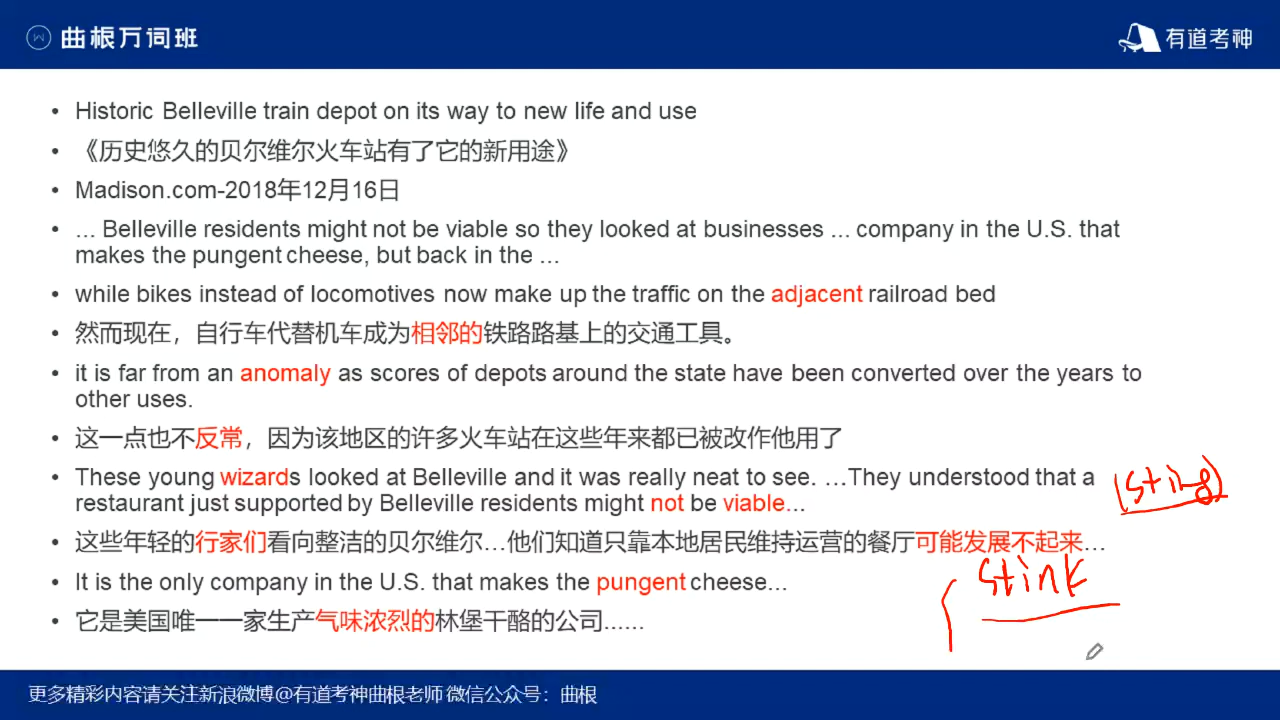 曲根万词班
有道考神
• Historic Belleville train depot on its way to new life and use
• 《历史悠久的贝尔维尔火车站有了它的新用途》
• Madison.com-2018年12月16日
• ... Belleville residents might not be viable so they looked at businesses ... company in the U.S. that
makes the pungent cheese, but back in the ...
• while bikes instead of locomotives now make up the traffic on the adjacent railroad bed
• 然而现在，自行车代替机车成为相邻的铁路路基上的交通工具。
• it is far from an anomaly as scores of depots around the state have been converted over the years to
other uses.
• 这一点也不反常，因为该地区的许多火车站在这些年来都已被改作他用了
• These young wizards looked at Belleville and it was really neat to see. ...They understood that a
restaurant just supported by Belleville residents might not be viable...
(sting)
• 这些年轻的行家们看向整洁的贝尔维尔...他们知道只靠本地居民维持运营的餐厅可能发展不起来...
• It is the only company in the U.S. that makes the pungent cheese...
stink
• 它是美国唯一一家生产气味浓烈的林堡干酪的公司......
更多精彩内容请关注新浪微博@有道考神曲根老师 微信公众号：曲根